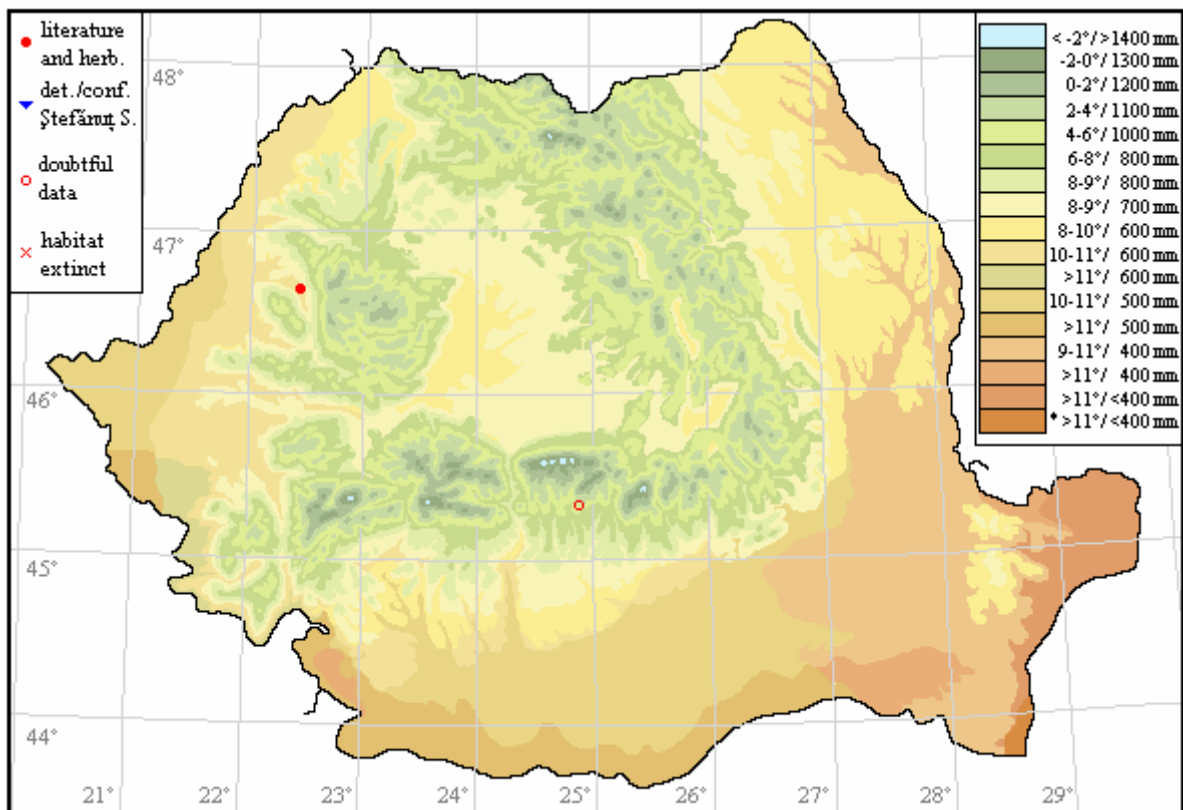 literature
and herb.
det./conf.
Ştefănuţ S.
doubtful
data
habitat
extinct
< -2°/>1400 mm
-2-0°/1300 mm
0-2°/1200 mm
2-4°/1100 mm
4-6°/1000 mm
6-8°/ 800 mm
8-9°/ 800 mm
8-9°/ 700 mm
8-10°/ 600 mm
10-11°/ 600 mm
>11°/ 600 mm
10-11°/ 500 mm
>11°/ 500 mm
9-11°/ 400 mm
>11°/ 400 mm
>11°/<400 mm
* >11°/<400 mm
48°
47°
46°
45°
44°
21° 22° 23° 24° 25° 26° 27° 28° 29°